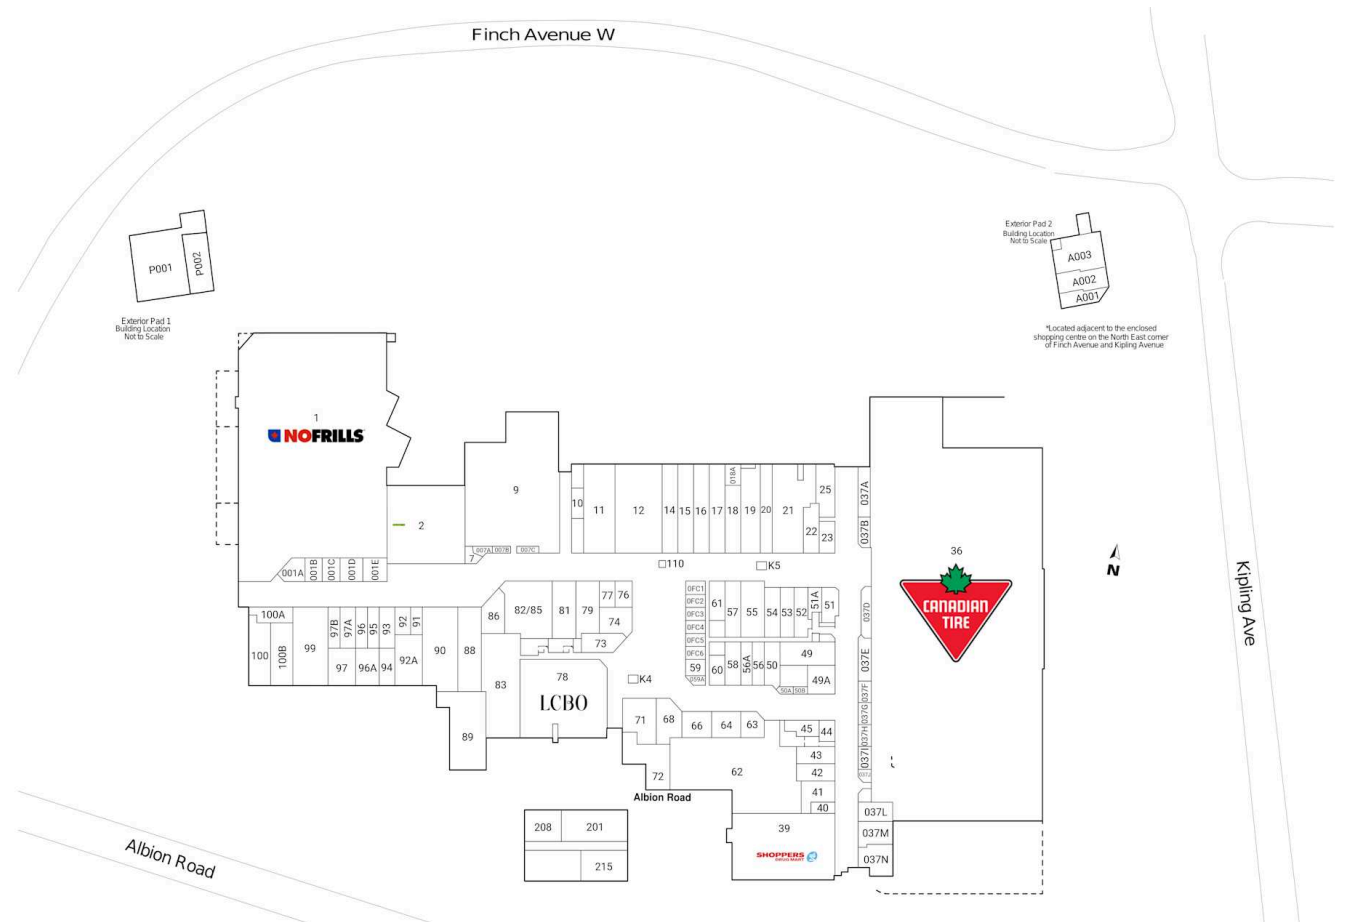 Finch Avenue W
Exterior Pad 2
Building Location
Not to Scale
A003
A002
A001
*Located adjacent to the enclosed
shopping centre on the North East corner
of Finch Avenue and Kipling Avenue
P001
P002
Exterior Pad 1
Building Location
Not to Scale
1
NOFRILLS
2
9
7
007A
007B
007C
001A
001B
001C
001D
001E
10
11
12
14
15
16
17
018A
18
19
20
21
22
25
23
110
K5
037A
037B
36
CANADIAN
TIRE
N
Kipling Ave
100A
100
100B
99
97B
97A
97
96
95
93
96A
94
92
91
92A
90
88
86
89
83
82/85
81
79
77
76
74
73
78
LCBO
K4
0FC1
0FC2
0FC3
0FC4
0FC5
0FC6
59
059A
61
57
55
54
53
52
51A
51
60
58
56A
56
50
49
49A
50A
50B
037D
037E
037F
037G
037H
037I
037J
037L
037M
037N
71
68
66
64
63
72
62
45
44
43
42
41
40
39
SHOPPERS
DRUG MART
Albion Road
208
201
215
Albion Road